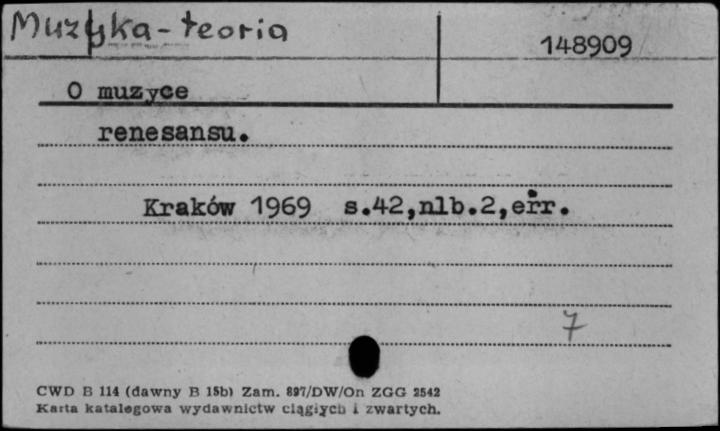 Muzyka-teoria
148909
O muzyce
renesansu.
Kraków 1969 s.42,nlb.2,err.
7
CWD B 114 (dawny B 15b) Zam. 897/DW/On ZGG 2542
Karta katalogowa wydawnictw ciągłych i zwartych.